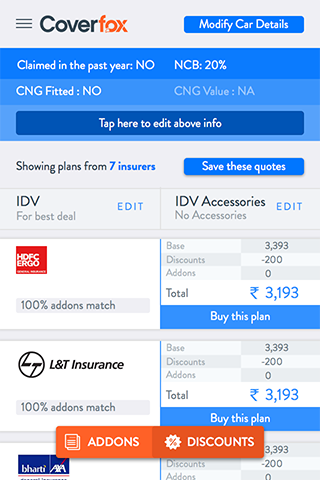 Coverfox
Modify Car Details
Claimed in the past year: NO
NCB: 20%
CNG Fitted : NO
CNG Value : NA
Tap here to edit above info
Showing plans from 7 insurers
Save these quotes
IDV
For best deal
EDIT
IDV Accessories
No Accessories
EDIT
HDFC
ERGO
GENERAL INSURANCE
100% addons match
Base 3,393
Discounts -200
Addons 0
Total ₹ 3,193
Buy this plan
L&T Insurance
100% addons match
Base 3,393
Discounts -200
Addons 0
Total ₹ 3,193
Buy this plan
ADDONS
DISCOUNTS
bharti AXA
general insurance
3,393
-200